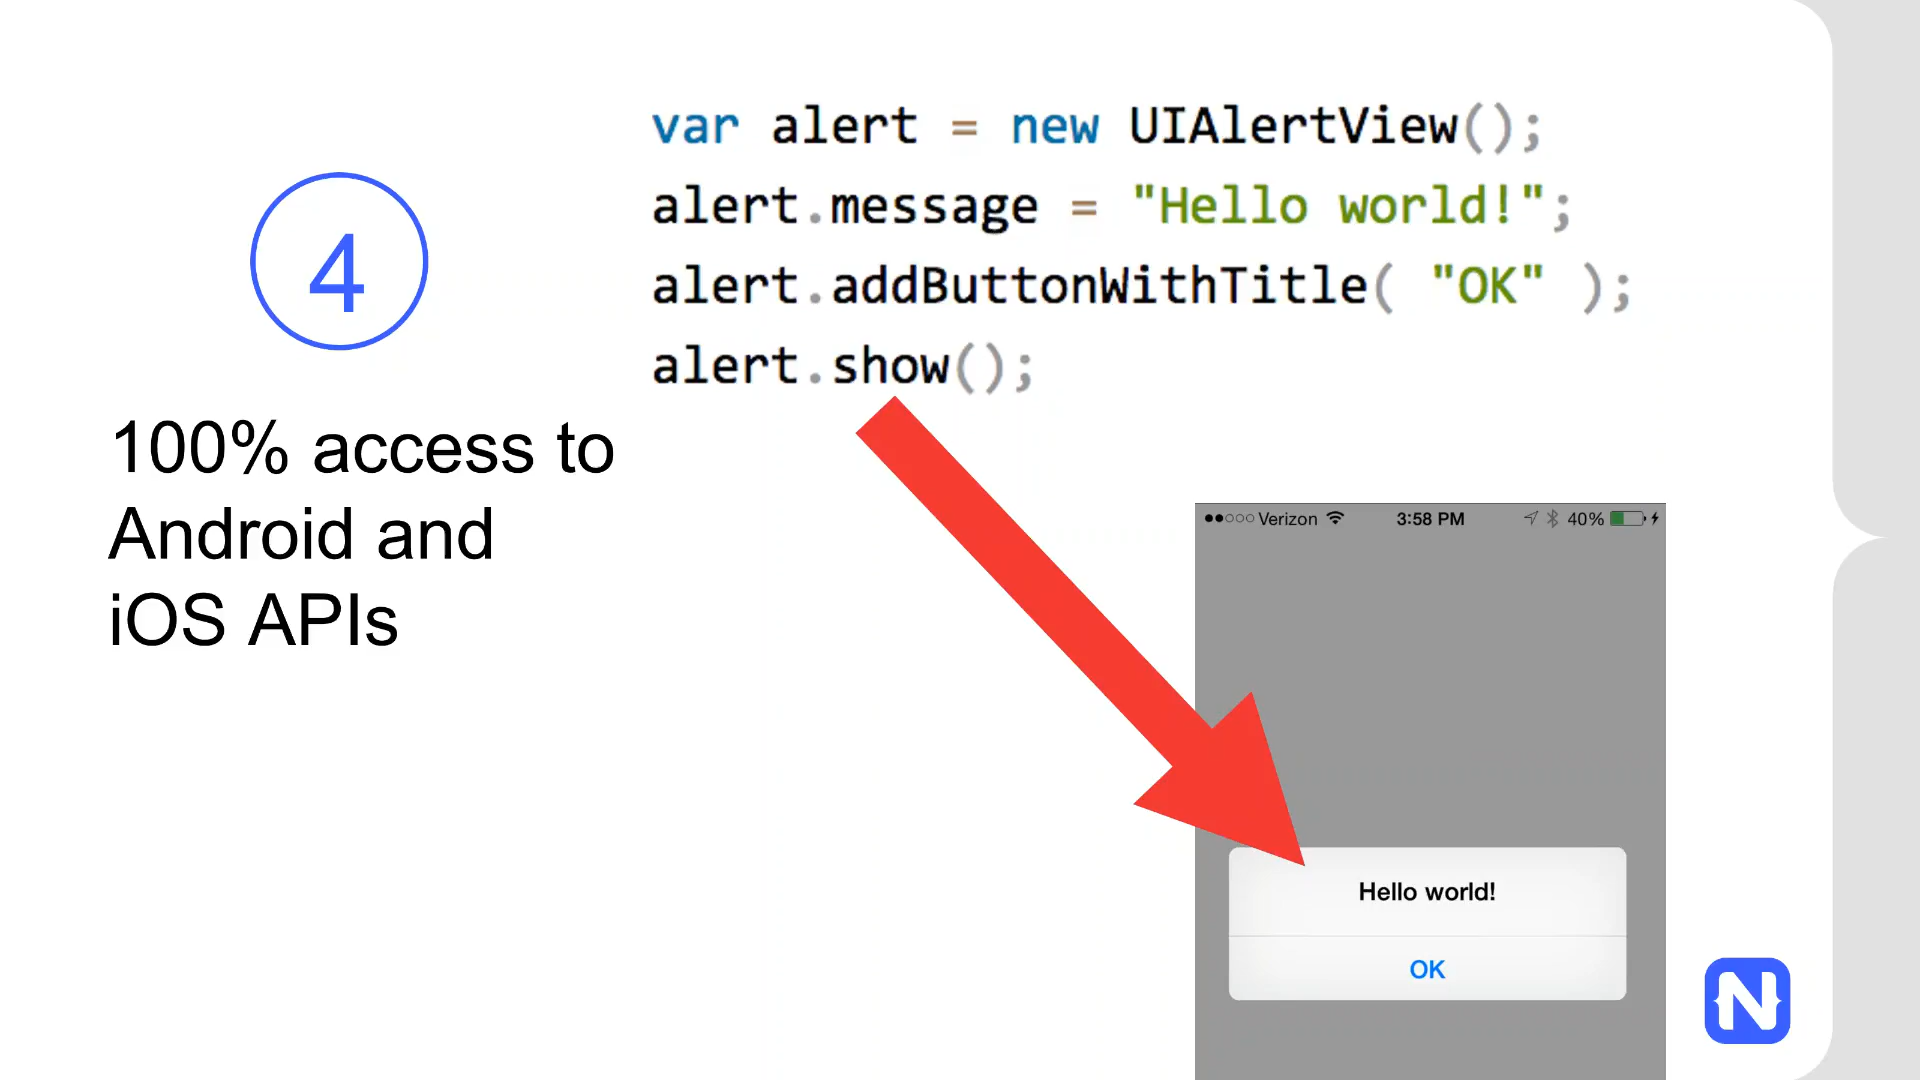 4
100% access to
Android and
iOS APIs
var alert = new UIAlertView();
alert.message = "Hello world!";
alert.addButtonWithTitle( "OK" );
alert.show();
Verizon 3:58 PM 40%
Hello world!
OK
N